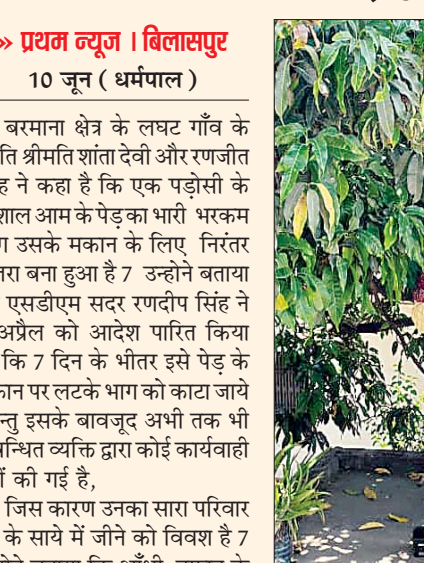 » प्रथम न्यूज । बिलासपुर
10 जून ( धर्मपाल )
बरमाना क्षेत्र के लघट गाँव के
ति श्रीमति शांता देवी और रणजीत
ह ने कहा है कि एक पड़ोसी के
शाल आम के पेड़ का भारी भरकम
ग उसके मकान के लिए निरंतर
तरा बना हुआ है 7 उन्होने बताया
एसडीएम सदर रणदीप सिंह ने
अप्रैल को आदेश पारित किया
कि 7 दिन के भीतर इसे पेड़ के
कान पर लटके भाग को काटा जाये
न्तु इसके बावजूद अभी तक भी
बन्धित व्यक्ति द्वारा कोई कार्यवाही
ीं की गई है,
जिस कारण उनका सारा परिवार
के साये में जीने को विवश है 7